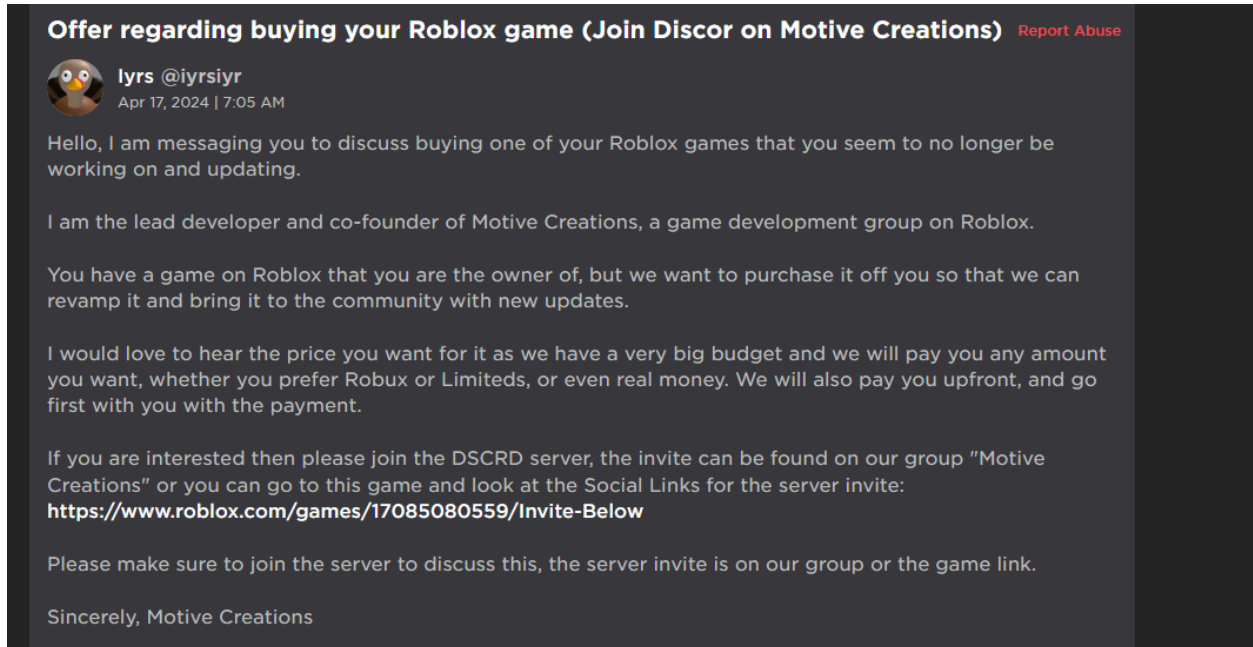 Offer regarding buying your Roblox game (Join Discor on Motive Creations) Report Abuse
lyrs @iyrsiyr
Apr 17, 2024 | 7:05 AM
Hello, I am messaging you to discuss buying one of your Roblox games that you seem to no longer be
working on and updating.
I am the lead developer and co-founder of Motive Creations, a game development group on Roblox.
You have a game on Roblox that you are the owner of, but we want to purchase it off you so that we can
revamp it and bring it to the community with new updates.
I would love to hear the price you want for it as we have a very big budget and we will pay you any amount
you want, whether you prefer Robux or Limiteds, or even real money. We will also pay you upfront, and go
first with you with the payment.
If you are interested then please join the DSCRD server, the invite can be found on our group "Motive
Creations" or you can go to this game and look at the Social Links for the server invite:
https://www.roblox.com/games/17085080559/Invite-Below
Please make sure to join the server to discuss this, the server invite is on our group or the game link.
Sincerely, Motive Creations